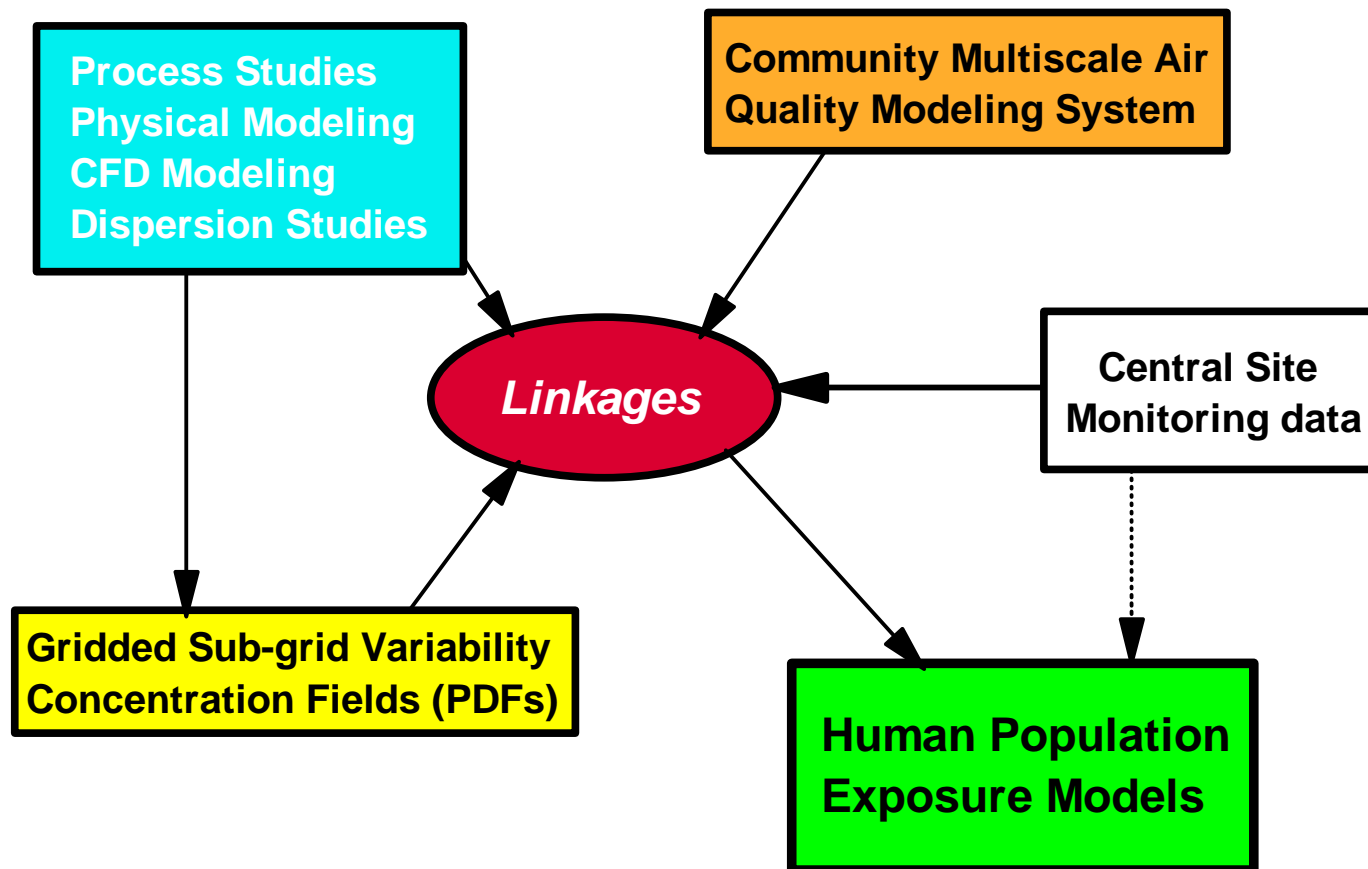 Process Studies
Physical Modeling
CFD Modeling
Dispersion Studies
Community Multiscale Air
Quality Modeling System
Linkages
Central Site
Monitoring data
Gridded Sub-grid Variability
Concentration Fields (PDFs)
Human Population
Exposure Models